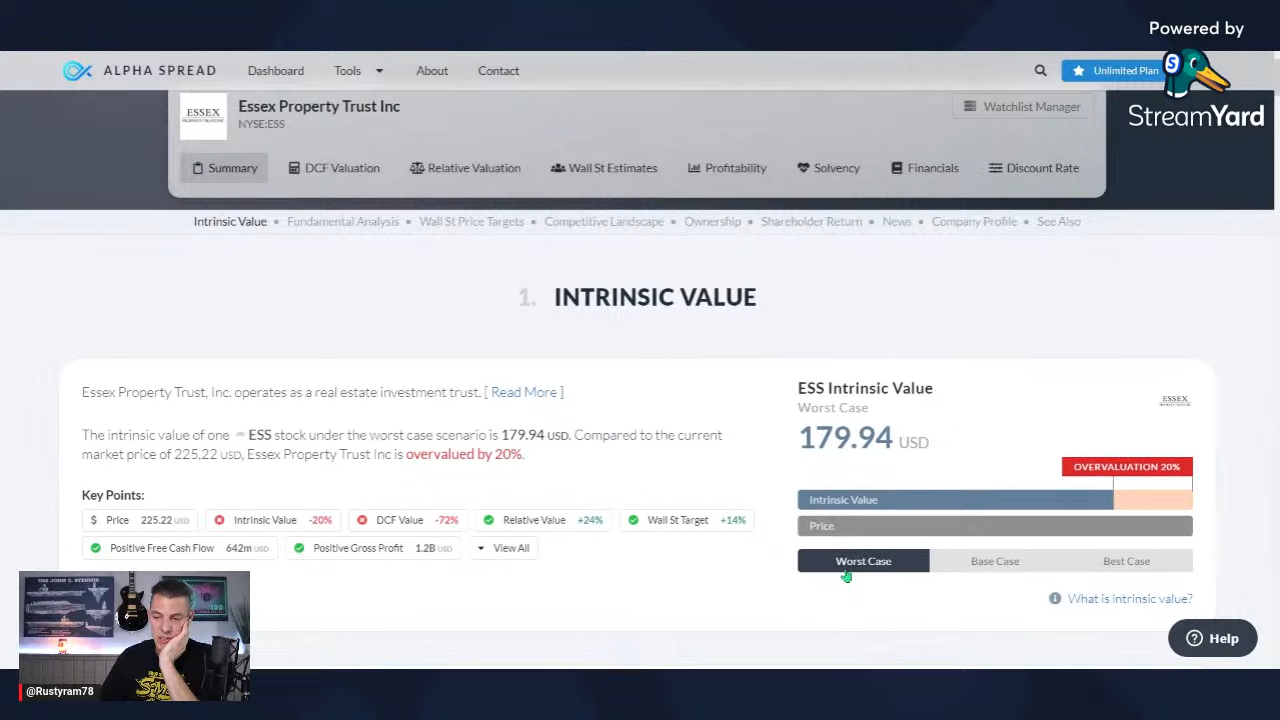 Powered by
StreamYard
ALPHA SPREAD Dashboard Tools About Contact Unlimited Plan
ESSEX Essex Property Trust Inc Watchlist Manager
NYSE:ESS
Summary DCF Valuation Relative Valuation Wall St Estimates Profitability Solvency Financials Discount Rate
Intrinsic Value • Fundamental Analysis • Wall St Price Targets • Competitive Landscape • Ownership • Shareholder Return • News • Company Profile • See Also
1. INTRINSIC VALUE
Essex Property Trust, Inc. operates as a real estate investment trust. [ Read More ]
The intrinsic value of one ESS stock under the worst case scenario is 179.94 USD. Compared to the current
market price of 225.22 USD, Essex Property Trust Inc is overvalued by 20%.
Key Points:
$ Price 225.22 USD Intrinsic Value -20% DCF Value -72% Relative Value +24% Wall St Target +14%
Positive Free Cash Flow 642m USD Positive Gross Profit 1.2B USD View All
ESS Intrinsic Value
Worst Case
ESSEX
179.94 USD
OVERVALUATION 20%
Intrinsic Value
Price
Worst Case Base Case Best Case
What is intrinsic value?
Help
USS JOHN C. STENNIS
@Rustyram78